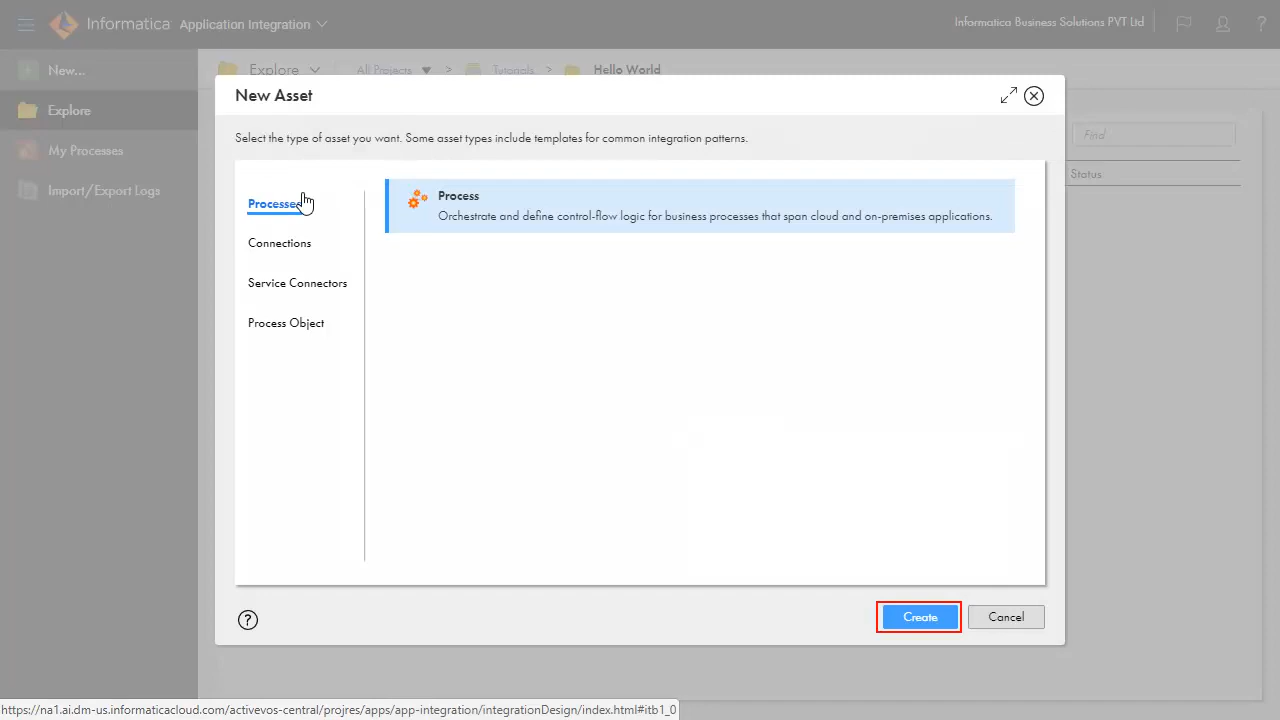 Informatica Application Integration
Informatica Business Solutions PVT Ltd
?
New...
Explore
My Processes
Import/Export Logs
Explore
All Projects > Tutorials > Hello World
Find
Status
New Asset
Select the type of asset you want. Some asset types include templates for common integration patterns.
Processes
Connections
Service Connectors
Process Object
Process
Orchestrate and define control-flow logic for business processes that span cloud and on-premises applications.
?
Create
Cancel
https://na1.ai.dm-us.informaticacloud.com/activevos-central/projres/apps/app-integration/integrationDesign/index.html#itb1_0